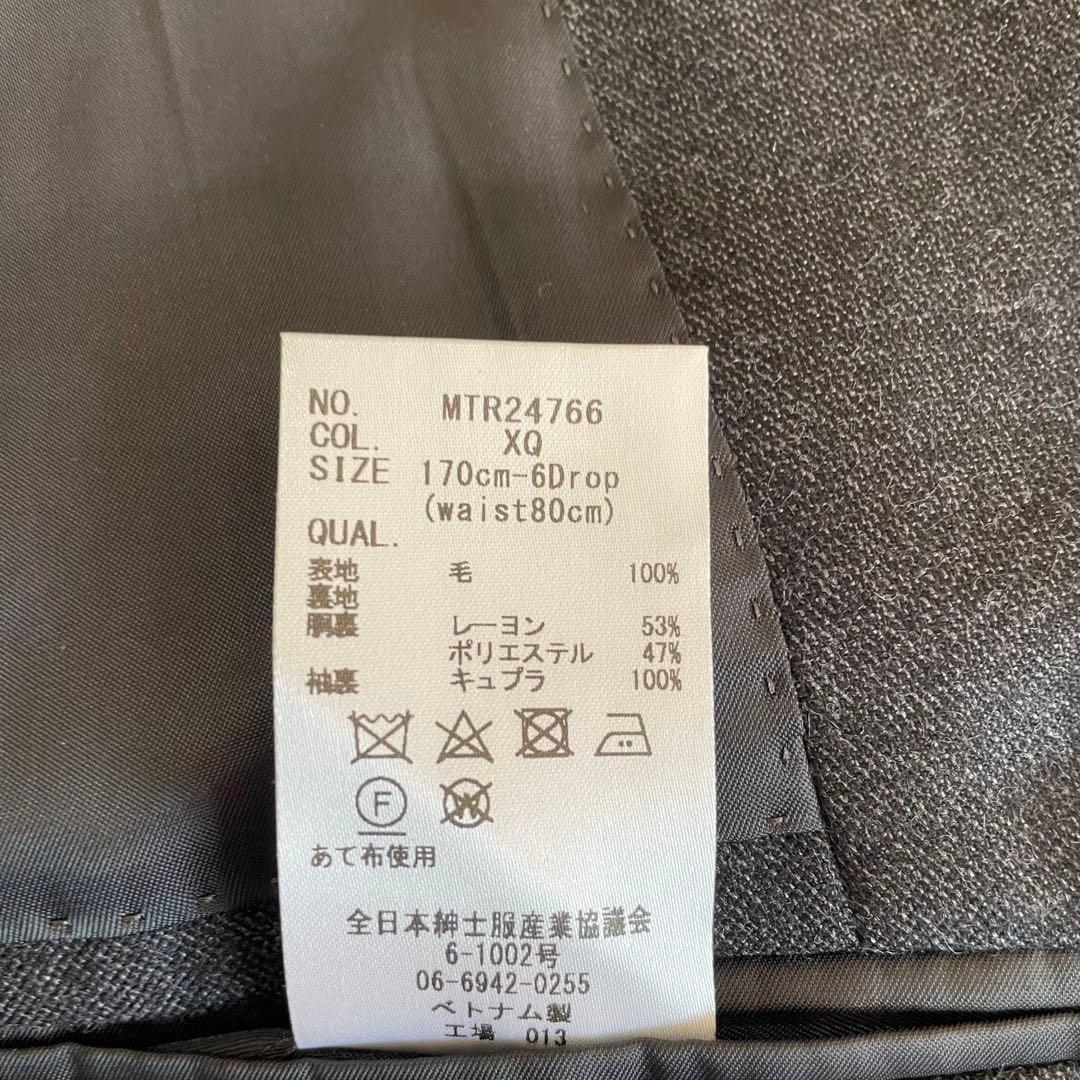 NO. MTR24766
COL. XQ
SIZE 170cm-6Drop
(waist80cm)
QUAL.
表地 毛 100%
裏地
胴裏 レーヨン 53%
ポリエステル 47%
袖裏 キュプラ 100%
F W
あて布使用
全日本紳士服産業協議会
6-1002号
06-6942-0255
ベトナム製
工場 013